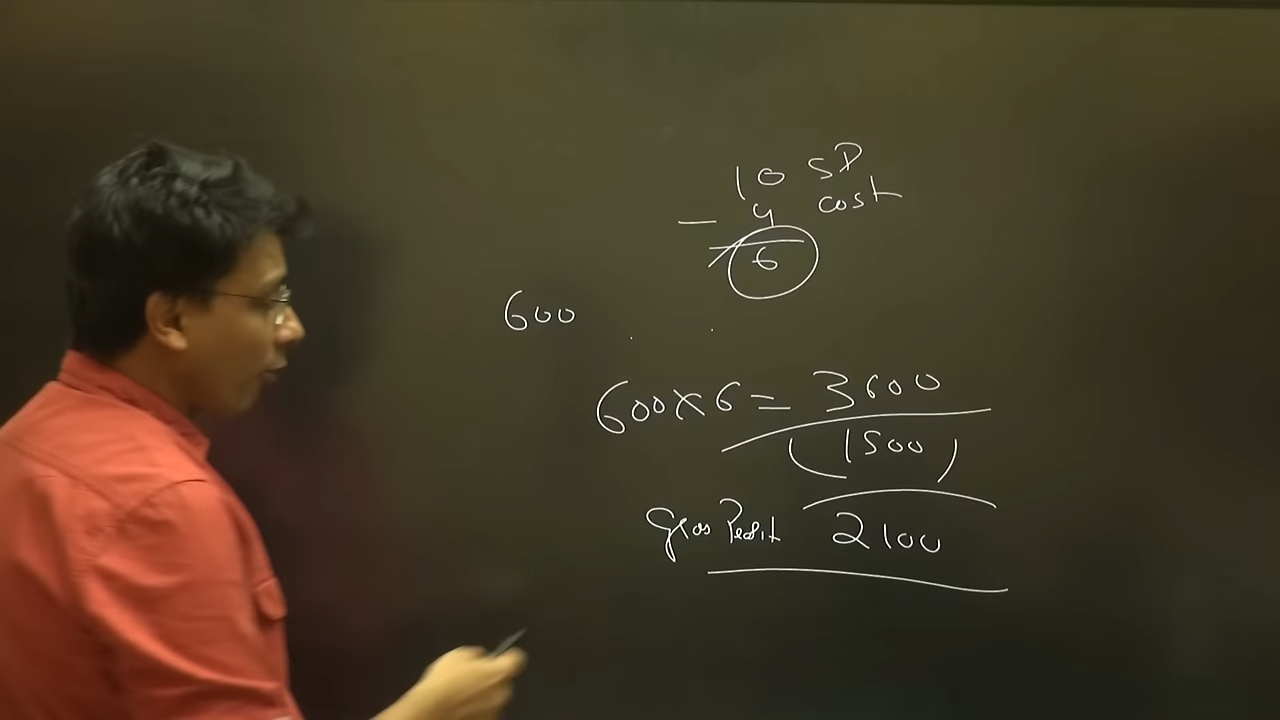 10 SP
- 4 cost
6
600
600×6= 3600
(1500)
Gross Profit 2100